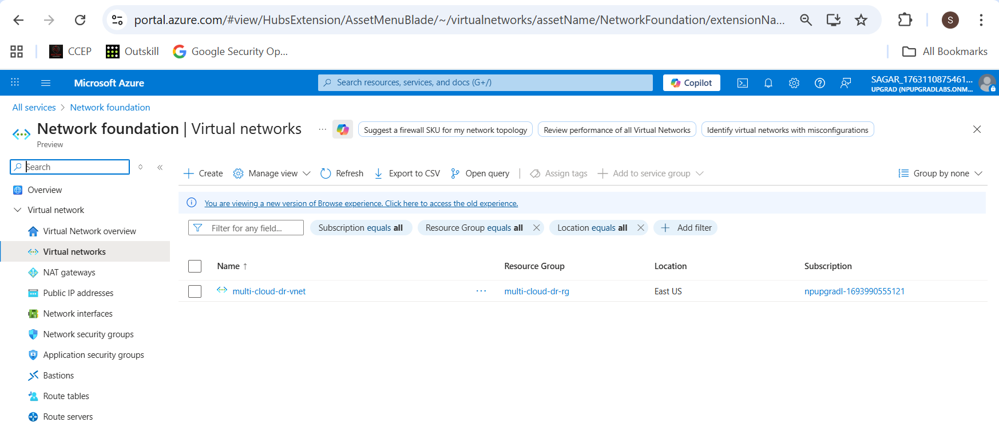 portal.azure.com/#view/HubsExtension/AssetMenuBlade/~/virtualnetworks/assetName/NetworkFoundation/extensionNa...
S
CCEP
Outskill
Google Security Op...
All Bookmarks
Microsoft Azure
Search resources, services, and docs (G+/)
Copilot
SAGAR_1763110875461...
UPGRAD (NPUPGRADLABS.ONM...
All services > Network foundation
Network foundation | Virtual networks
...
Suggest a firewall SKU for my network topology
Review performance of all Virtual Networks
Identify virtual networks with misconfigurations
Preview
Search
Overview
Virtual network
Virtual Network overview
Virtual networks
NAT gateways
Public IP addresses
Network interfaces
Network security groups
Application security groups
Bastions
Route tables
Route servers
Create
Manage view
Refresh
Export to CSV
Open query
Assign tags
Add to service group
Group by none
You are viewing a new version of Browse experience. Click here to access the old experience.
Filter for any field...
Subscription equals all
Resource Group equals all
Location equals all
Add filter
Name ↑ Resource Group Location Subscription
multi-cloud-dr-vnet ... multi-cloud-dr-rg East US npupgradl-1693990555121